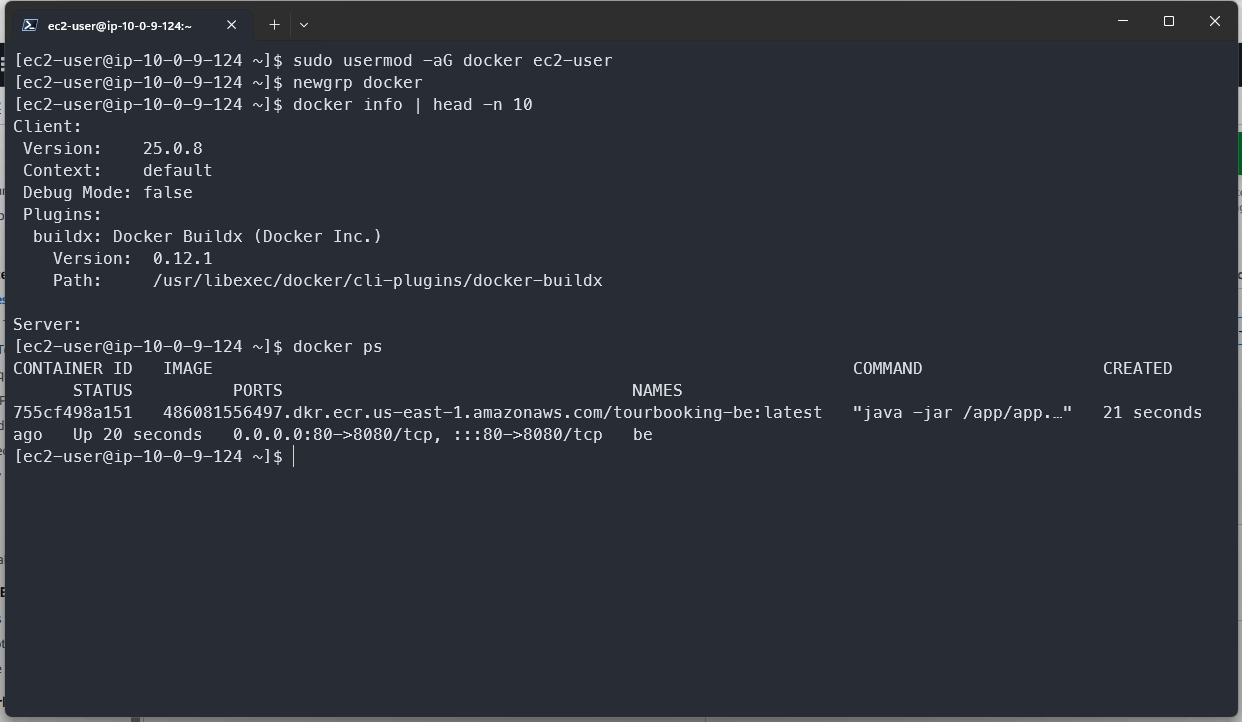 ec2-user@ip-10-0-9-124:~
[ec2-user@ip-10-0-9-124 ~]$ sudo usermod -aG docker ec2-user
[ec2-user@ip-10-0-9-124 ~]$ newgrp docker
[ec2-user@ip-10-0-9-124 ~]$ docker info | head -n 10
Client:
 Version:    25.0.8
 Context:    default
 Debug Mode: false
 Plugins:
  buildx: Docker Buildx (Docker Inc.)
    Version:  0.12.1
    Path:     /usr/libexec/docker/cli-plugins/docker-buildx

Server:
[ec2-user@ip-10-0-9-124 ~]$ docker ps
CONTAINER ID   IMAGE                                                                COMMAND                  CREATED
      STATUS          PORTS                                   NAMES
755cf498a151   486081556497.dkr.ecr.us-east-1.amazonaws.com/tourbooking-be:latest   "java -jar /app/app.…"   21 seconds
ago   Up 20 seconds   0.0.0.0:80->8080/tcp, :::80->8080/tcp   be
[ec2-user@ip-10-0-9-124 ~]$